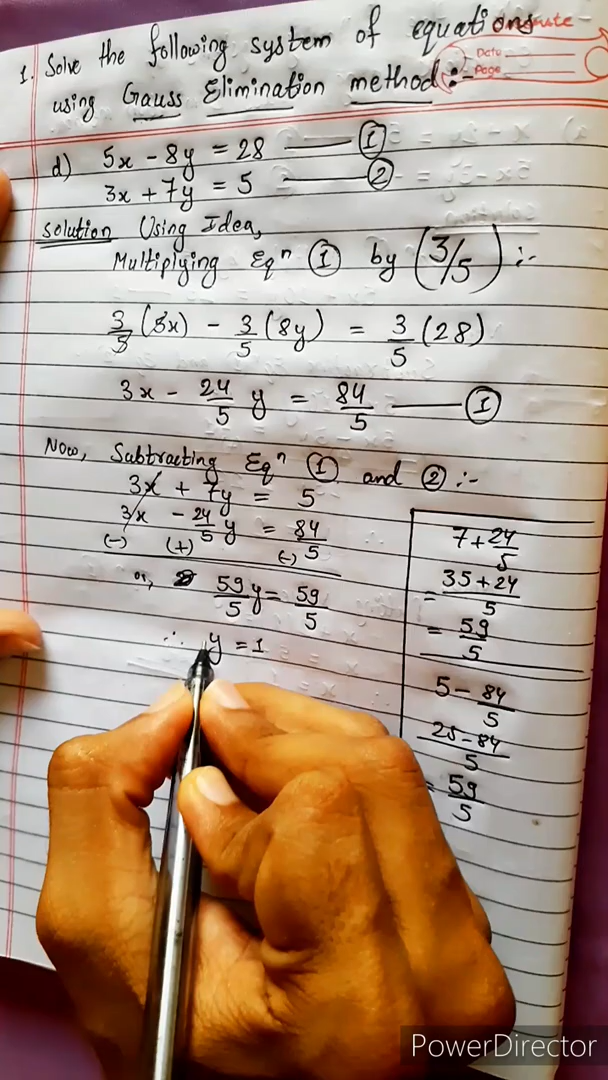 1. Solve the following system of equations
using Gauss Elimination method :-
Date
Page
d) 5x - 8y = 28 —— ①
3x + 7y = 5 —— ②
Solution Using Idea,
Multiplying Eqⁿ ① by (3/5) :-
3/5 (5x) - 3/5 (8y) = 3/5 (28)
3x - 24/5 y = 84/5 —— ①
Now, Subtracting Eqⁿ ① and ② :-
3x + 7y = 5
3x - 24/5 y = 84/5
(-) (+) (-)
or, 59/5 y = 59/5
∴ y = 1
7 + 24/5
= 35 + 24/5
= 59/5
5 - 84/5
25 - 84/5
= 59/5
PowerDirector